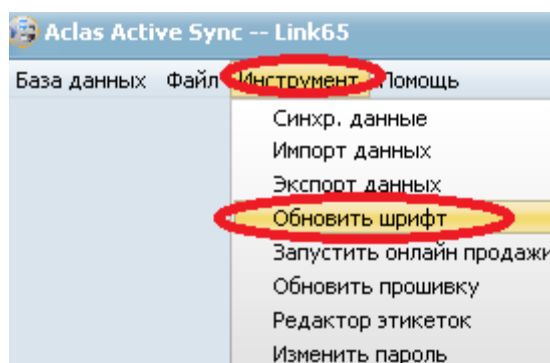 Aclas Active Sync -- Link65
База данных Файл Инструмент Помощь
Синхр. данные
Импорт данных
Экспорт данных
Обновить шрифт
Запустить онлайн продажи
Обновить прошивку
Редактор этикеток
Изменить пароль